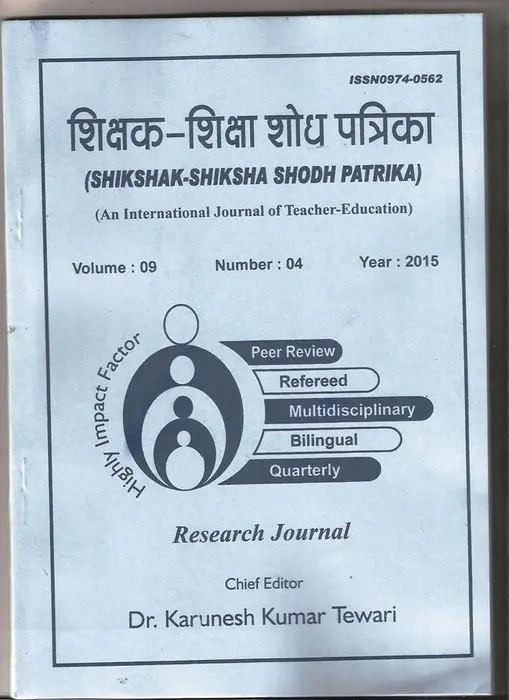 ISSN0974-0562
शिक्षक-शिक्षा शोध पत्रिका
(SHIKSHAK-SHIKSHA SHODH PATRIKA)
(An International Journal of Teacher-Education)
Volume : 09 Number : 04 Year : 2015
Highly Impact Factor
Peer Review
Refereed
Multidisciplinary
Bilingual
Quarterly
Research Journal
Chief Editor
Dr. Karunesh Kumar Tewari